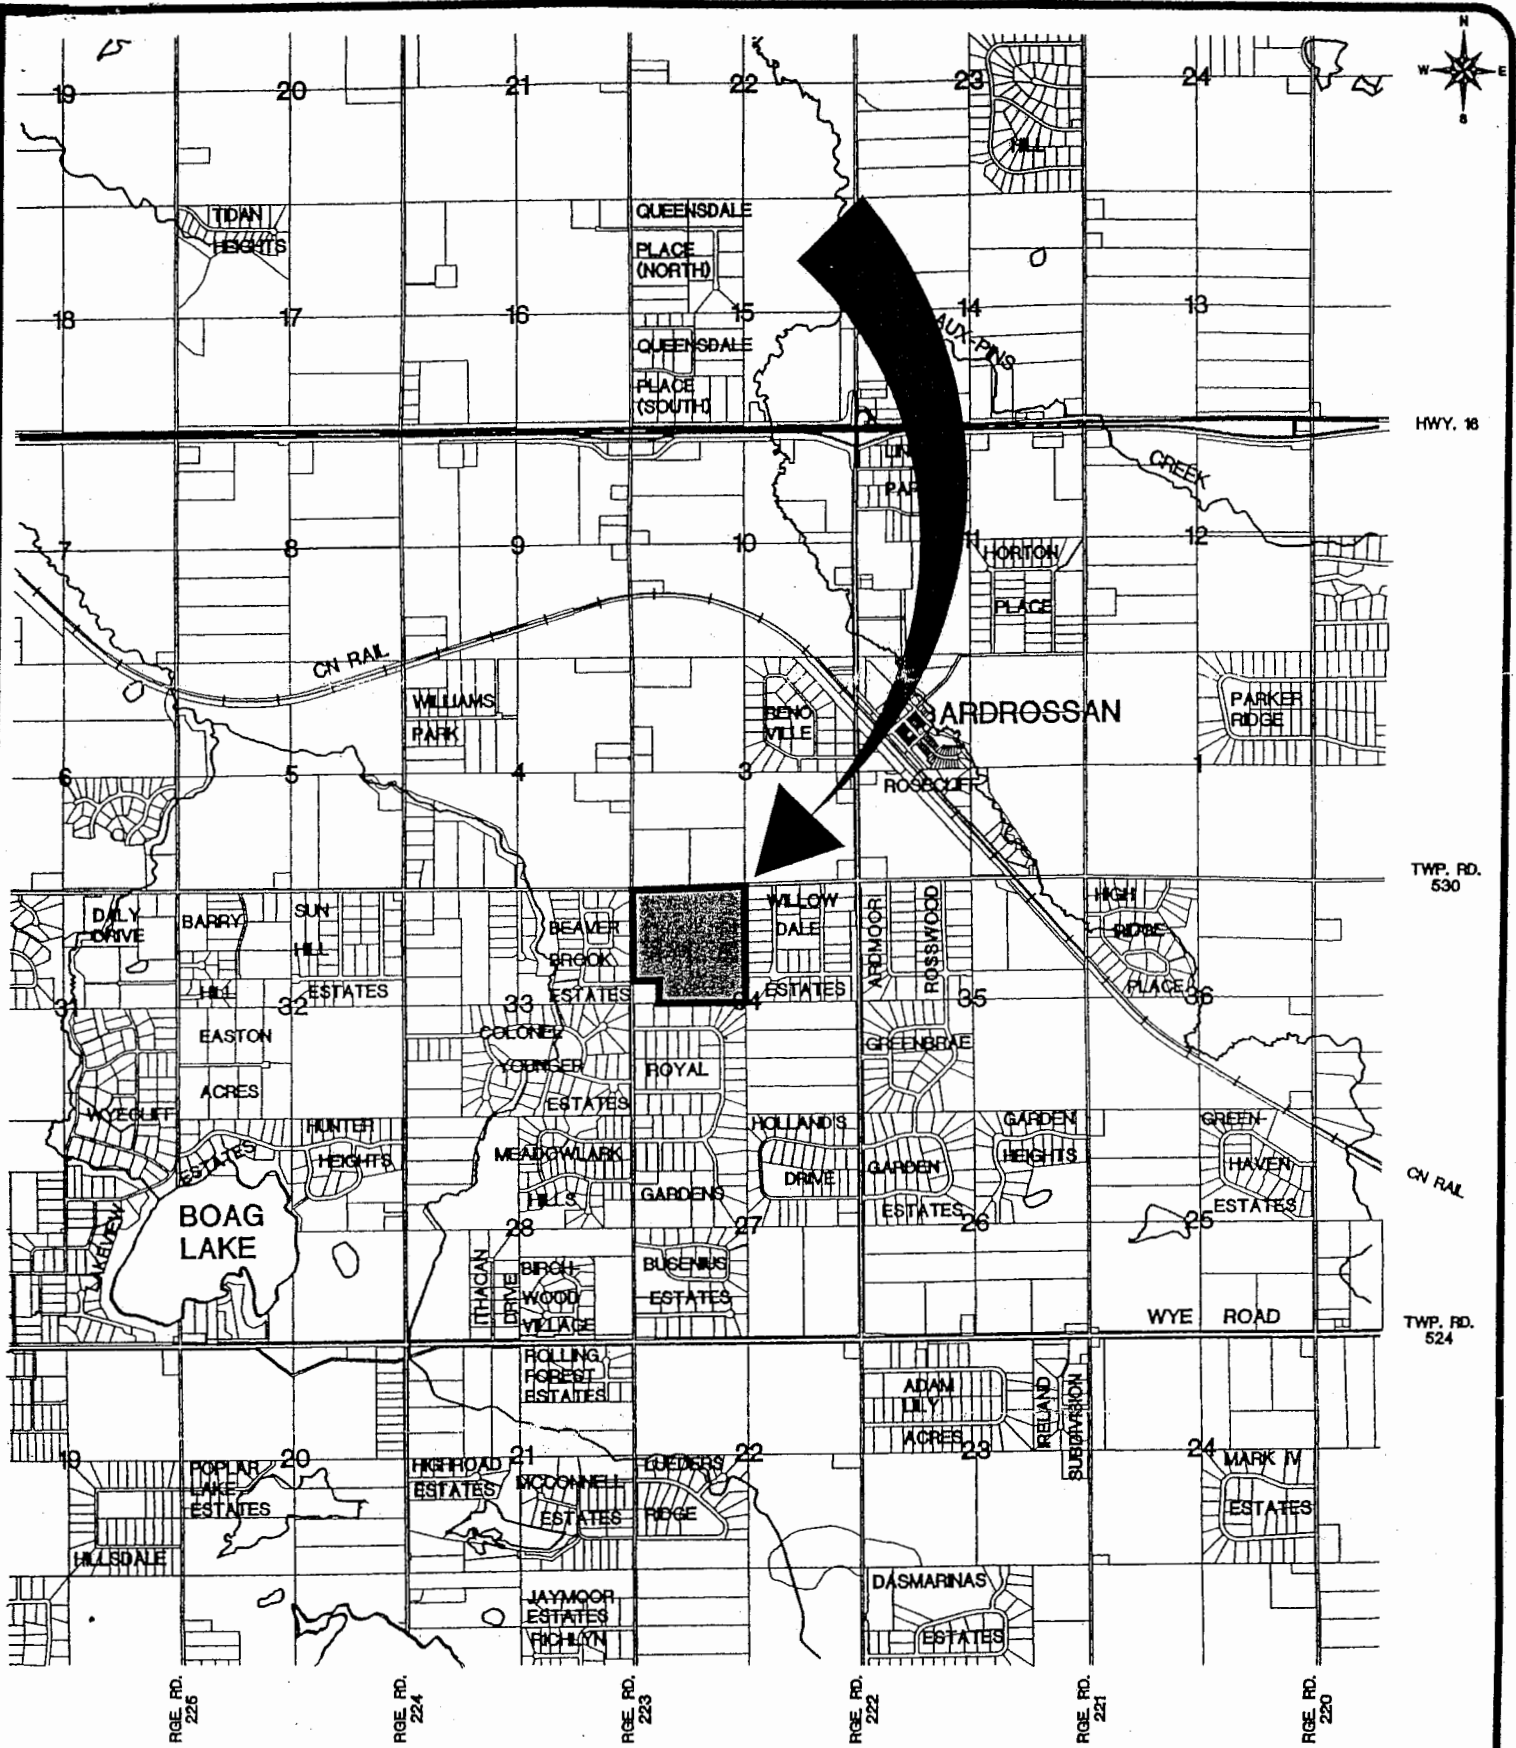 N
W E
S
19 20 21 22 23 24
HILL
TIDAN
HEIGHTS
QUEENSDALE
PLACE
(NORTH)
18 17 16 15 14 13
AUX-PINS
QUEENSDALE
PLACE
(SOUTH)
HWY. 16
LIN
PAR
CREEK
7 8 9 10 11 12
HORTON
PLACE
CN RAIL
WILLIAMS
PARK
RENO
VILLE
ARDROSSAN
PARKER
RIDGE
6 5 4 3 1
ROSECLIFF
TWP. RD.
530
DALY
DRIVE
BARRY
HILL
SUN
HILL
ESTATES
BEAVER
BROOK
ESTATES
WILLOW
DALE
ESTATES
ARDMOOR
ROSSWOOD
HIGH
RIDGE
PLACE
31 32 33 34 35 36
EASTON
ACRES
COLONEL
YOUNGER
ESTATES
ROYAL
GARDENS
GREENBRAE
WYECLIFF
ESTATES
HUNTER
HEIGHTS
MEADOWLARK
HILLS
HOLLAND'S
DRIVE
GARDEN
ESTATES
GARDEN
HEIGHTS
GREEN-
HAVEN
ESTATES
CN RAIL
BOAG
LAKE
LAKEVIEW
28 27 26 25
ITHACAN
DRIVE
BIRCH-
WOOD
VILLAGE
BUSENIUS
ESTATES
WYE ROAD
TWP. RD.
524
ROLLING
FOREST
ESTATES
ADAM
LILY
ACRES
IRELAND
SUBDIVISION
19 20 21 22 23 24
POPLAR
LAKE
ESTATES
HIGHROAD
ESTATES
MCDONNELL
ESTATES
LUEDERS
RIDGE
MARK IV
ESTATES
HILLSDALE
JAYMOOR
ESTATES
RICHLYN
DASMARINAS
ESTATES
RGE. RD.
225
RGE. RD.
224
RGE. RD.
223
RGE. RD.
222
RGE. RD.
221
RGE. RD.
220